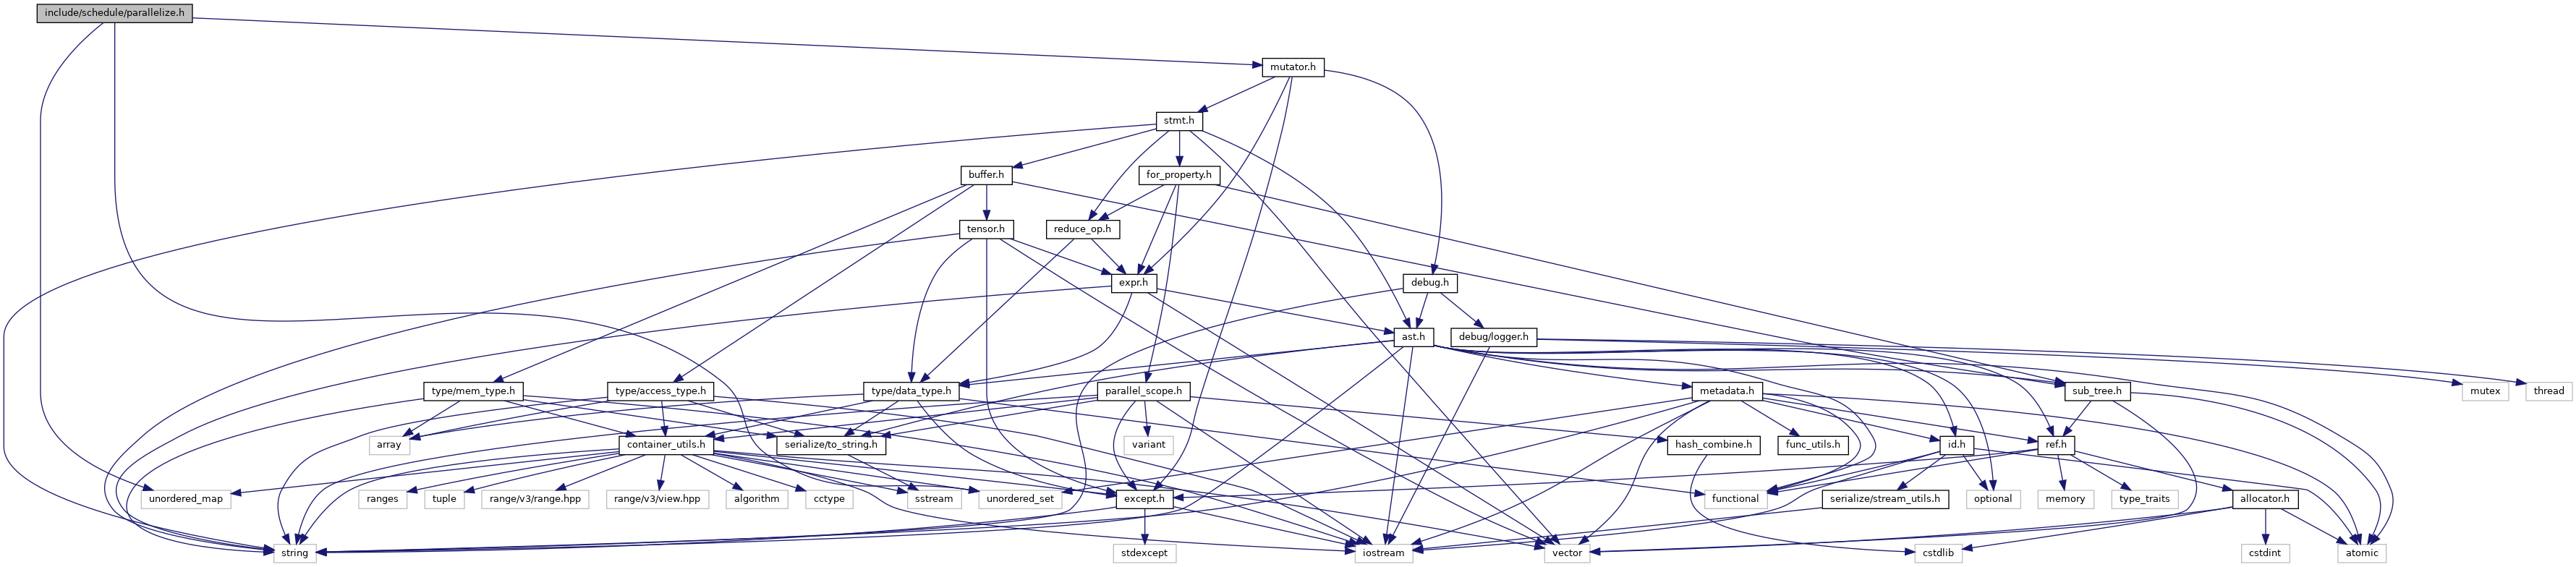 include/schedule/parallelize.h
mutator.h
stmt.h
buffer.h
for_property.h
tensor.h
reduce_op.h
expr.h
debug.h
ast.h
debug/logger.h
type/mem_type.h
type/access_type.h
type/data_type.h
parallel_scope.h
metadata.h
sub_tree.h
mutex
thread
array
container_utils.h
serialize/to_string.h
variant
hash_combine.h
func_utils.h
id.h
ref.h
unordered_map
ranges
tuple
range/v3/range.hpp
range/v3/view.hpp
algorithm
cctype
sstream
unordered_set
except.h
functional
serialize/stream_utils.h
optional
memory
type_traits
allocator.h
string
stdexcept
iostream
vector
cstdlib
cstdint
atomic